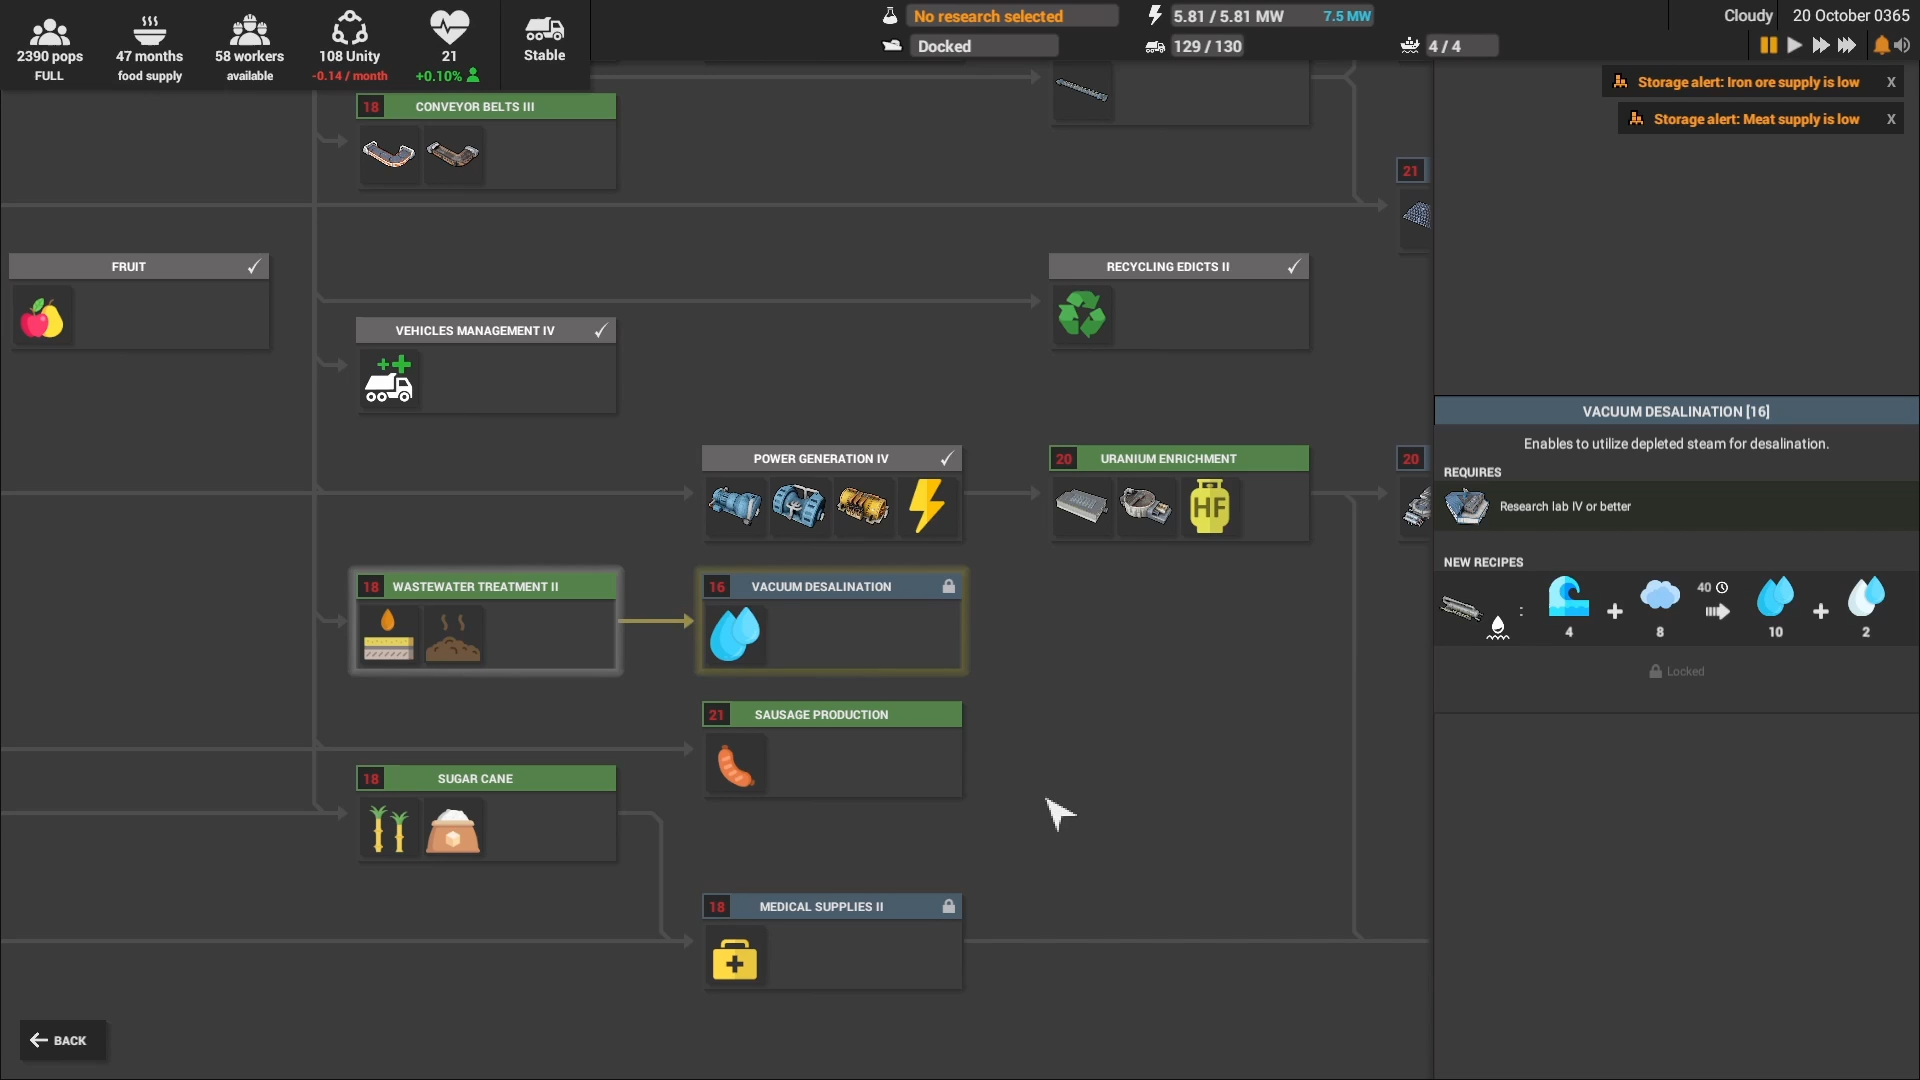 2390 pops
FULL
47 months
food supply
58 workers
available
108 Unity
-0.14 / month
21
+0.10%
Stable
No research selected
Docked
5.81 / 5.81 MW
7.5 MW
129 / 130
4 / 4
Cloudy
20 October 0365
Storage alert: Iron ore supply is low
X
Storage alert: Meat supply is low
X
18 CONVEYOR BELTS III
21
FRUIT
VEHICLES MANAGEMENT IV
RECYCLING EDICTS II
POWER GENERATION IV
20 URANIUM ENRICHMENT
HF
20
18 WASTEWATER TREATMENT II
16 VACUUM DESALINATION
21 SAUSAGE PRODUCTION
18 SUGAR CANE
18 MEDICAL SUPPLIES II
BACK
VACUUM DESALINATION [16]
Enables to utilize depleted steam for desalination.
REQUIRES
Research lab IV or better
NEW RECIPES
: 4 + 8 40 10 + 2
Locked